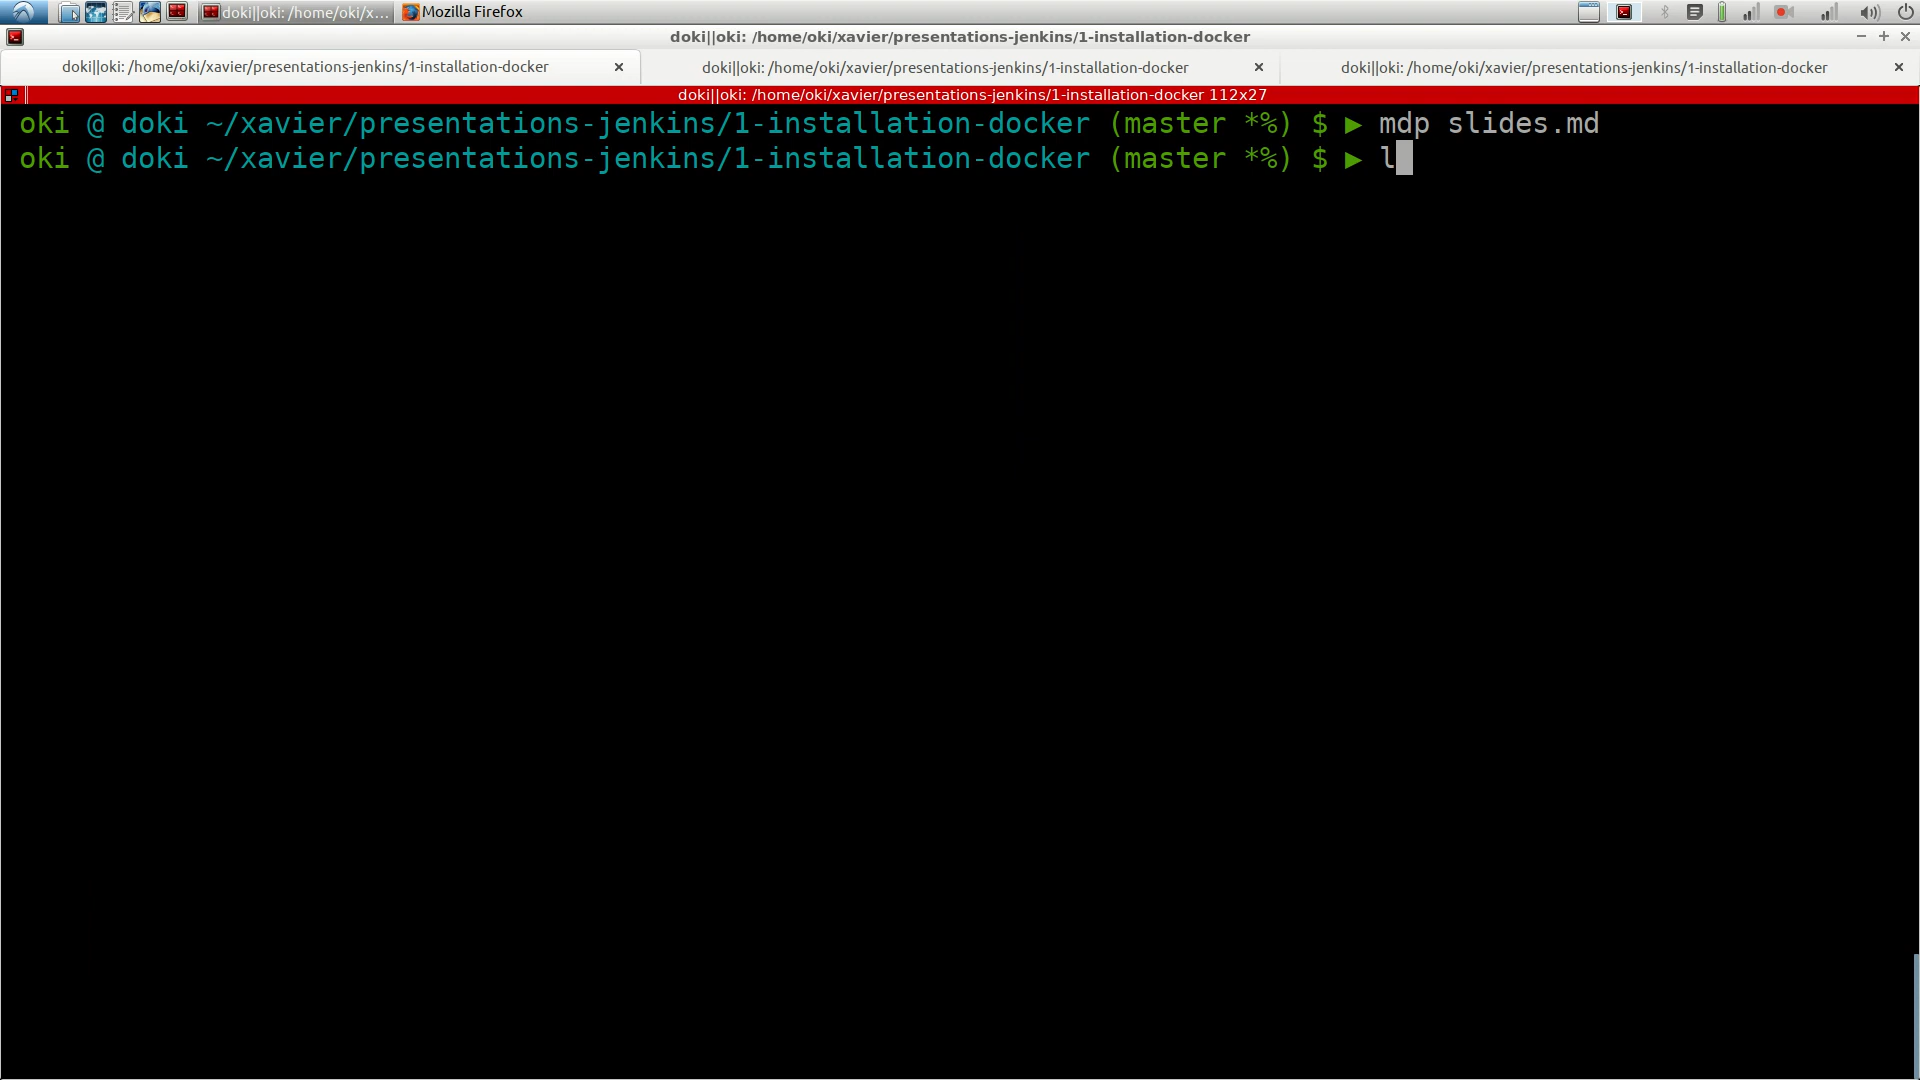 doki||oki: /home/oki/x...
Mozilla Firefox
doki||oki: /home/oki/xavier/presentations-jenkins/1-installation-docker
doki||oki: /home/oki/xavier/presentations-jenkins/1-installation-docker
doki||oki: /home/oki/xavier/presentations-jenkins/1-installation-docker
doki||oki: /home/oki/xavier/presentations-jenkins/1-installation-docker
doki||oki: /home/oki/xavier/presentations-jenkins/1-installation-docker 112x27
oki @ doki ~/xavier/presentations-jenkins/1-installation-docker (master *%) $ ▶ mdp slides.md
oki @ doki ~/xavier/presentations-jenkins/1-installation-docker (master *%) $ ▶ l